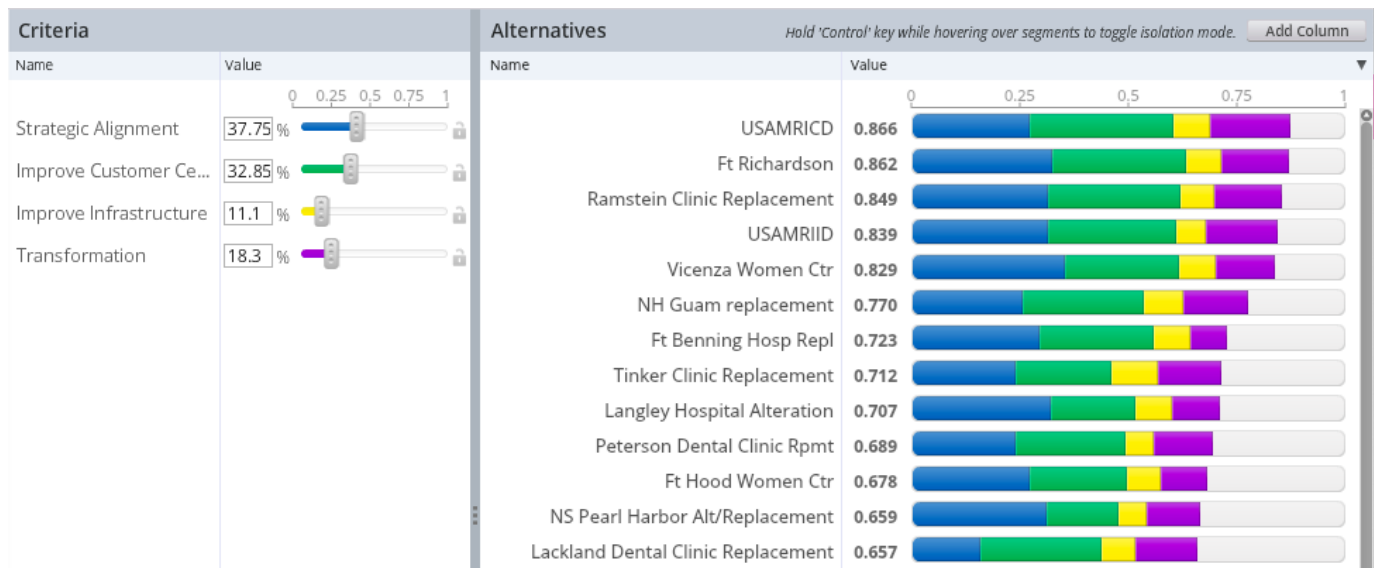 Criteria
Name Value
0 0.25 0.5 0.75 1
Strategic Alignment 37.75 %
Improve Customer Ce... 32.85 %
Improve Infrastructure 11.1 %
Transformation 18.3 %
Alternatives Hold 'Control' key while hovering over segments to toggle isolation mode. Add Column
Name Value
0 0.25 0.5 0.75 1
USAMRICD 0.866
Ft Richardson 0.862
Ramstein Clinic Replacement 0.849
USAMRIID 0.839
Vicenza Women Ctr 0.829
NH Guam replacement 0.770
Ft Benning Hosp Repl 0.723
Tinker Clinic Replacement 0.712
Langley Hospital Alteration 0.707
Peterson Dental Clinic Rpmt 0.689
Ft Hood Women Ctr 0.678
NS Pearl Harbor Alt/Replacement 0.659
Lackland Dental Clinic Replacement 0.657